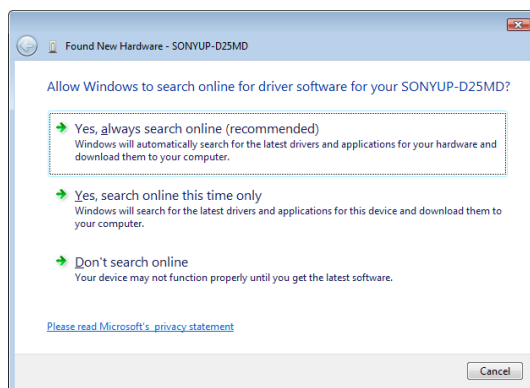 Found New Hardware - SONYUP-D25MD
Allow Windows to search online for driver software for your SONYUP-D25MD?
Yes, always search online (recommended)
Windows will automatically search for the latest drivers and applications for your hardware and
download them to your computer.
Yes, search online this time only
Windows will search for the latest drivers and applications for this device and download them to
your computer.
Don't search online
Your device may not function properly until you get the latest software.
Please read Microsoft's privacy statement
Cancel